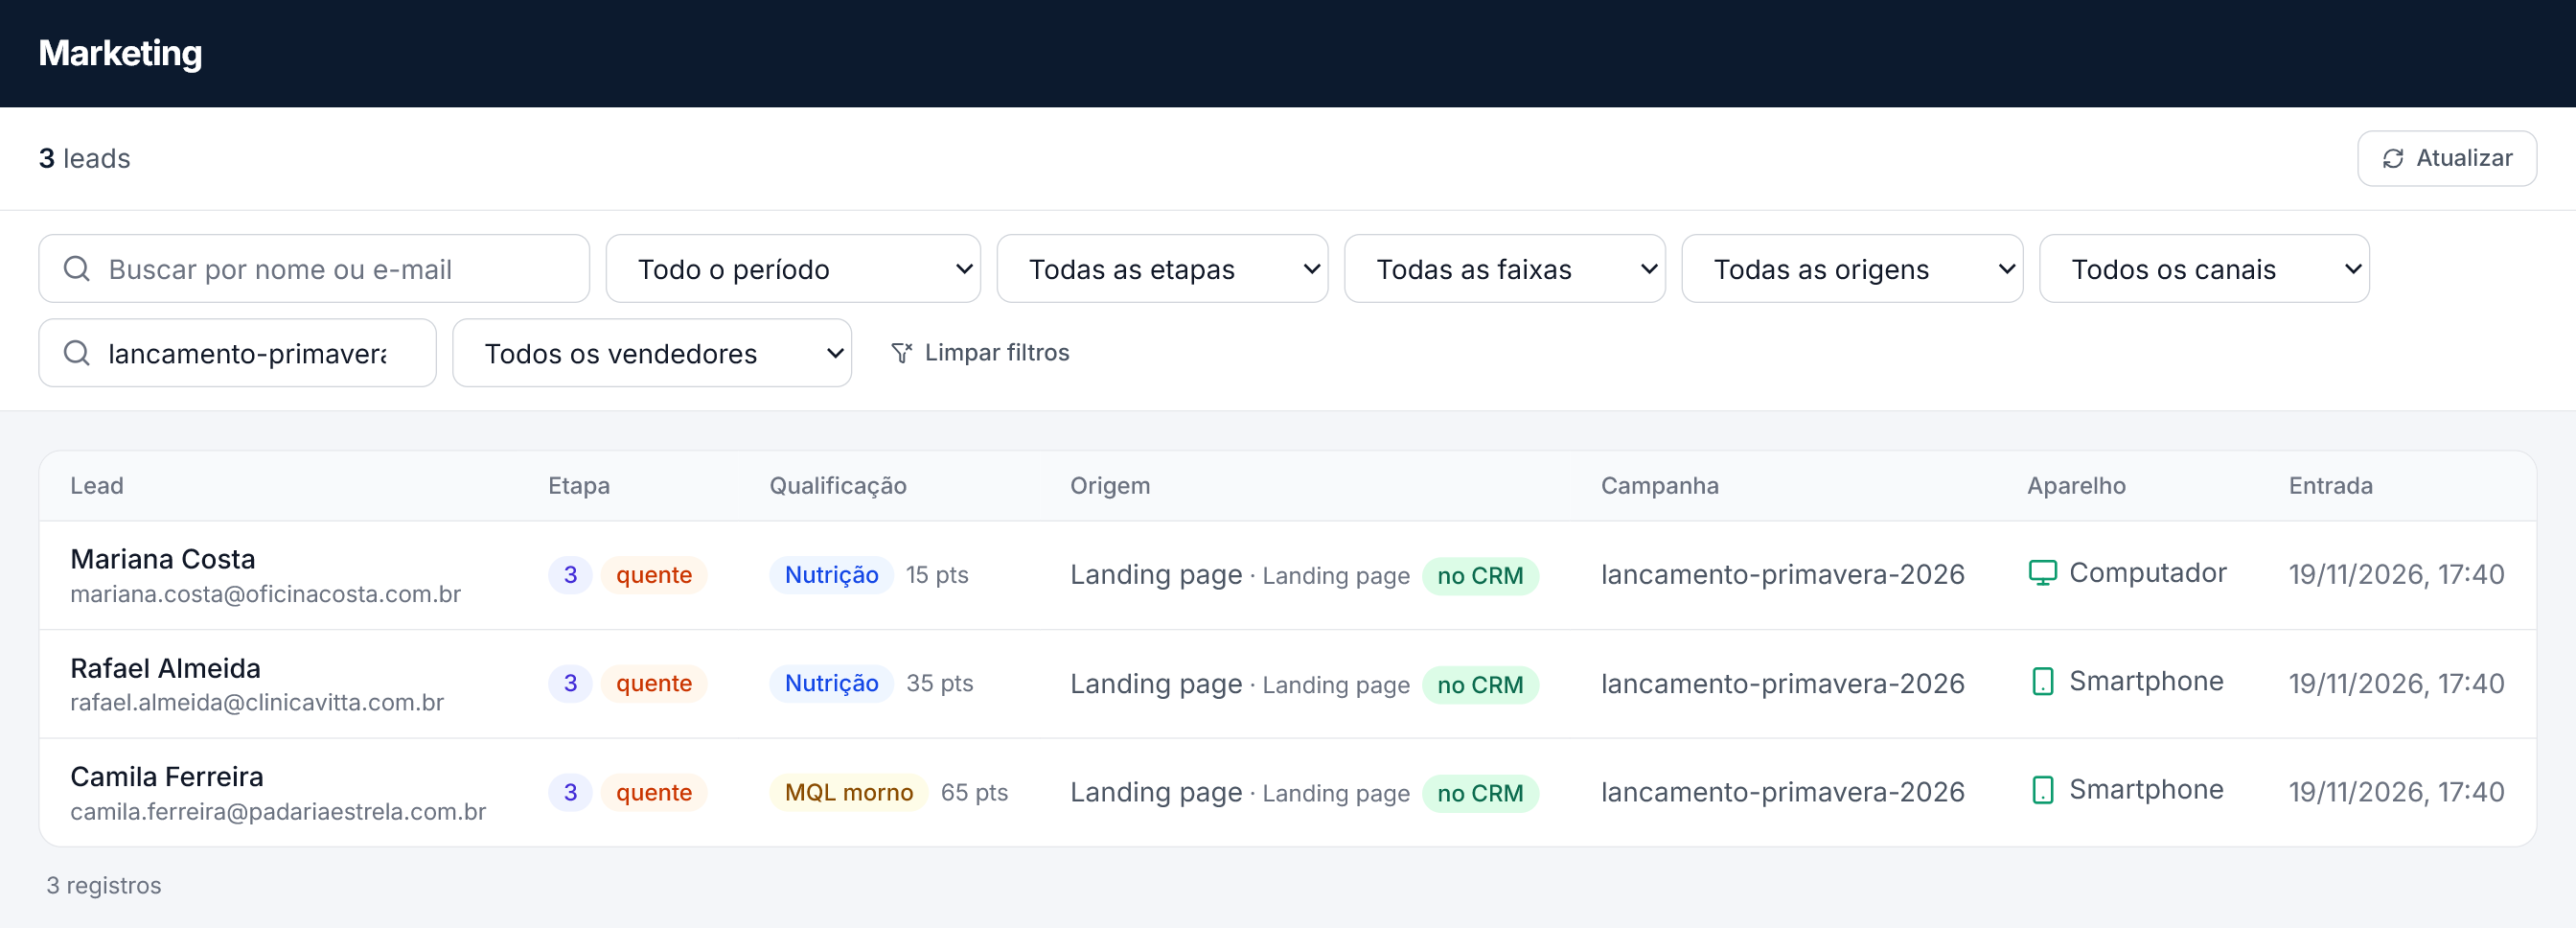 Marketing
3 leads
Atualizar
Buscar por nome ou e-mail
Todo o período
Todas as etapas
Todas as faixas
Todas as origens
Todos os canais
lancamento-primavera
Todos os vendedores
Limpar filtros
Lead Etapa Qualificação Origem Campanha Aparelho Entrada
Mariana Costa
mariana.costa@oficinacosta.com.br
3 quente Nutrição 15 pts Landing page · Landing page no CRM lancamento-primavera-2026 Computador 19/11/2026, 17:40
Rafael Almeida
rafael.almeida@clinicavitta.com.br
3 quente Nutrição 35 pts Landing page · Landing page no CRM lancamento-primavera-2026 Smartphone 19/11/2026, 17:40
Camila Ferreira
camila.ferreira@padariaestrela.com.br
3 quente MQL morno 65 pts Landing page · Landing page no CRM lancamento-primavera-2026 Smartphone 19/11/2026, 17:40
3 registros